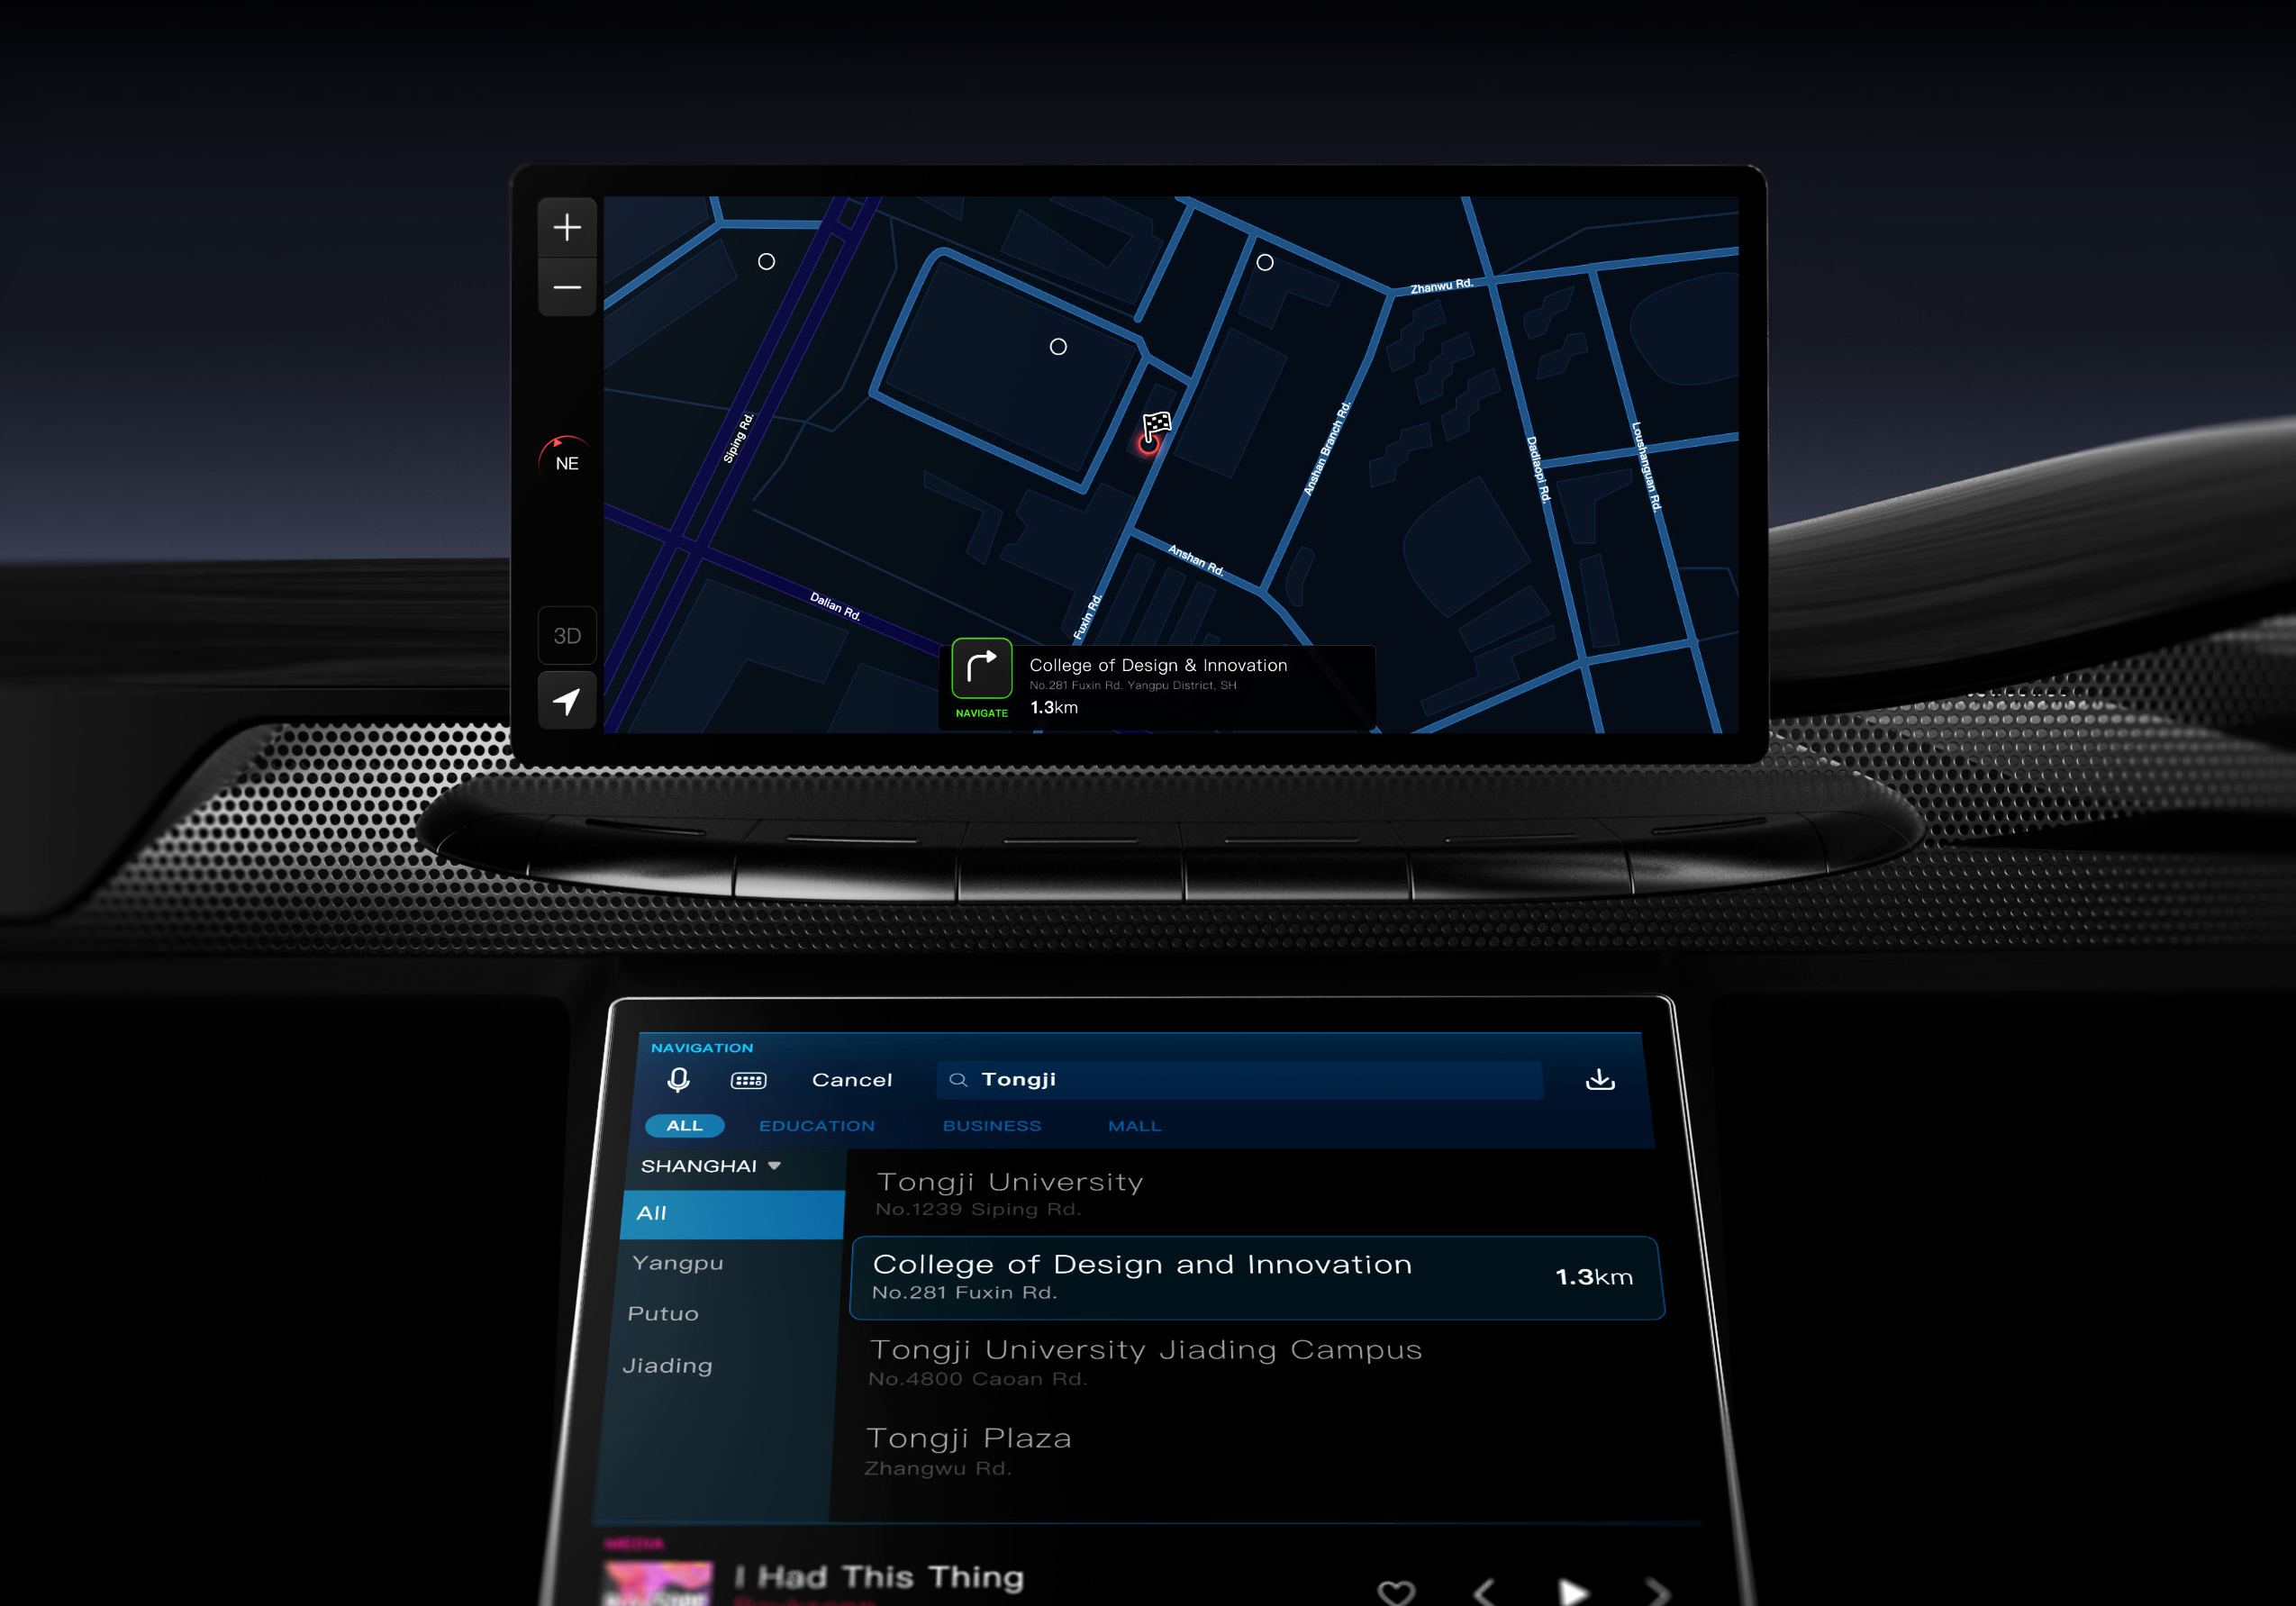 NE
3D
Siping Rd.
Dalian Rd.
Fuxin Rd.
Anshan Rd.
Anshan Branch Rd.
Zhanwu Rd.
Dadiaopi Rd.
Loushanguan Rd.
College of Design & Innovation
No.281 Fuxin Rd. Yangpu District, SH
NAVIGATE
1.3km
NAVIGATION
Cancel
Tongji
ALL EDUCATION BUSINESS MALL
SHANGHAI
All
Yangpu
Putuo
Jiading
Tongji University
No.1239 Siping Rd.
College of Design and Innovation
No.281 Fuxin Rd.
1.3km
Tongji University Jiading Campus
No.4800 Caoan Rd.
Tongji Plaza
Zhangwu Rd.
MEDIA
I Had This Thing